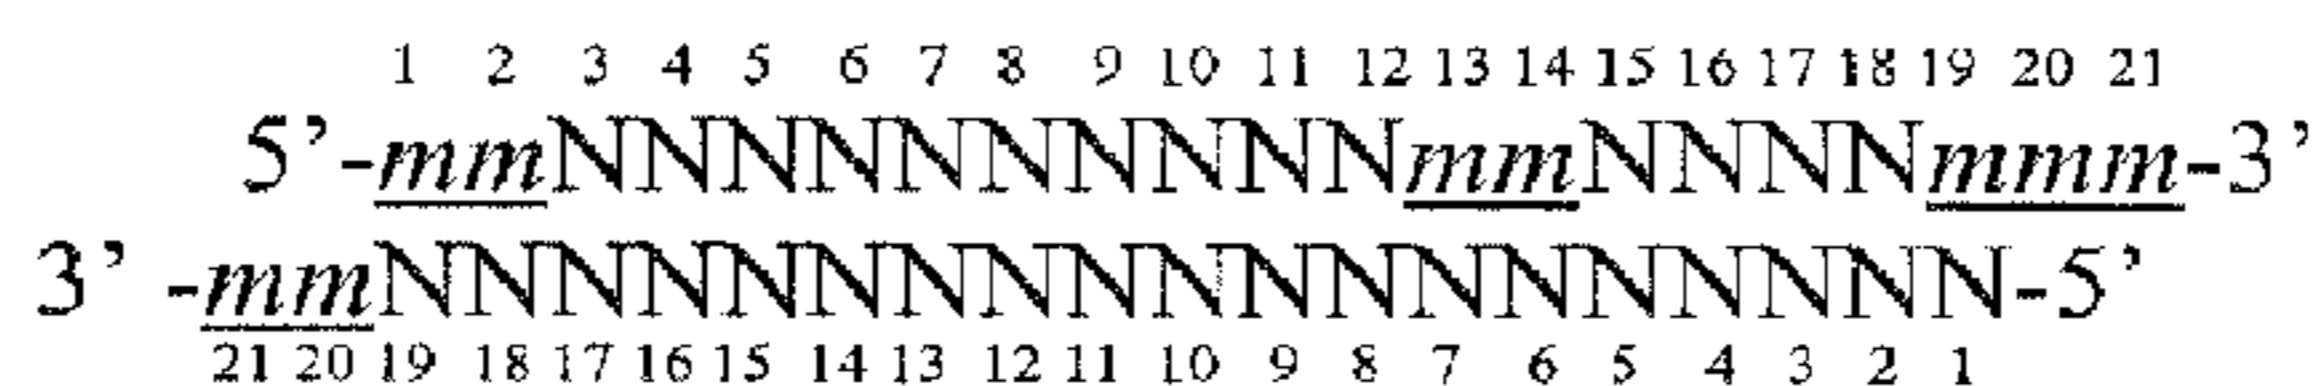 1 2 3 4 5 6 7 8 9 10 11 12 13 14 15 16 17 18 19 20 21
5’-mmNNNNNNNNNNmmNNNNmmm-3’
3’-mmNNNNNNNNNNNNNNNNNNN-5’
21 20 19 18 17 16 15 14 13 12 11 10 9 8 7 6 5 4 3 2 1